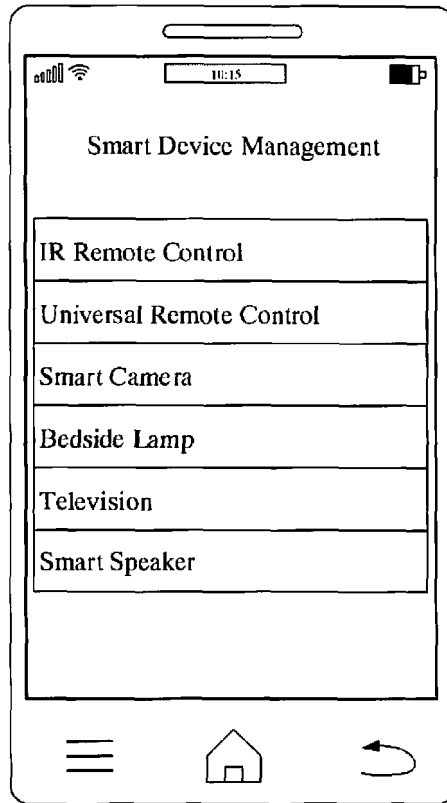 10:15
Smart Device Management
IR Remote Control
Universal Remote Control
Smart Camera
Bedside Lamp
Television
Smart Speaker